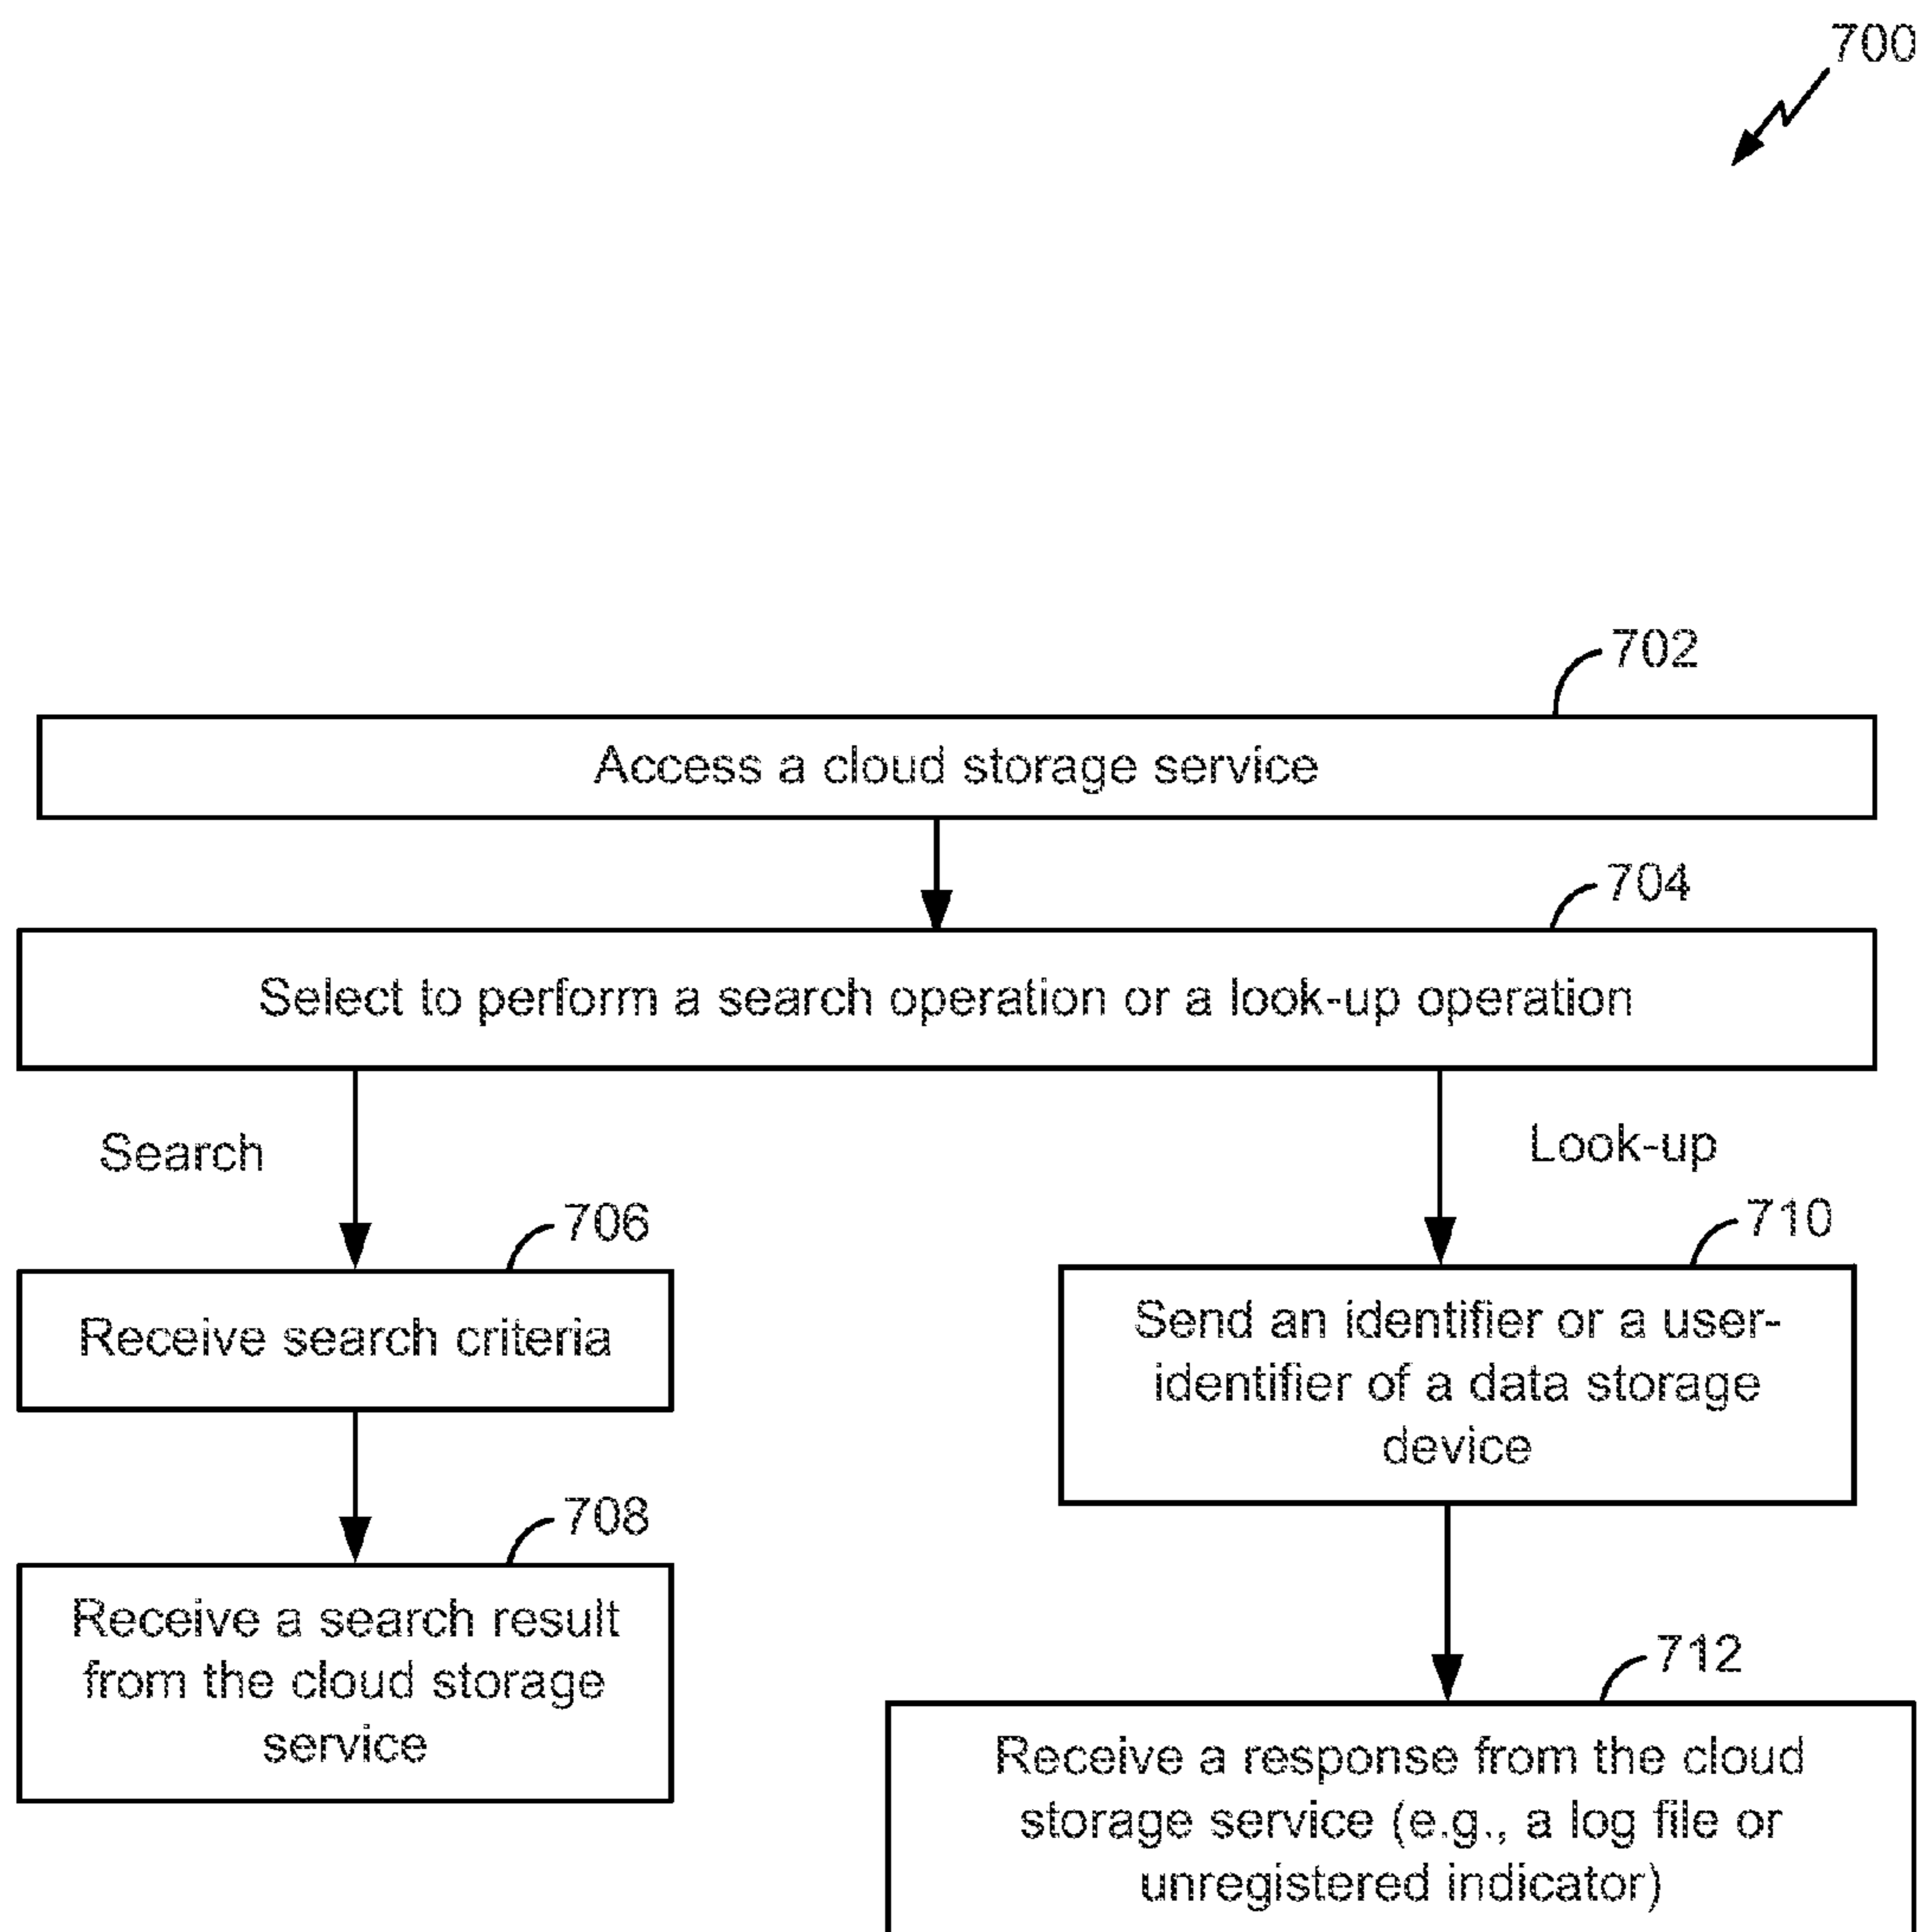 700
702
Access a cloud storage service
704
Select to perform a search operation or a look-up operation
Search
Look-up
706
710
Receive search criteria
Send an identifier or a user-
identifier of a data storage
device
708
Receive a search result
from the cloud storage
service
712
Receive a response from the cloud
storage service (e.g., a log file or
unregistered indicator)